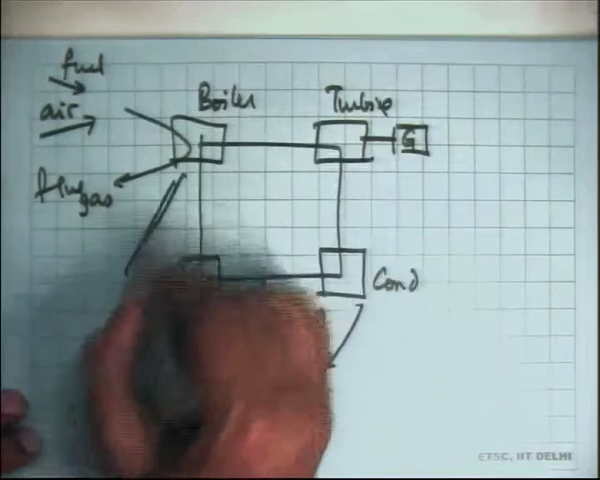 fuel
air
flue gas
Boiler
Turbine
G
Cond
ETSC, IIT DELHI